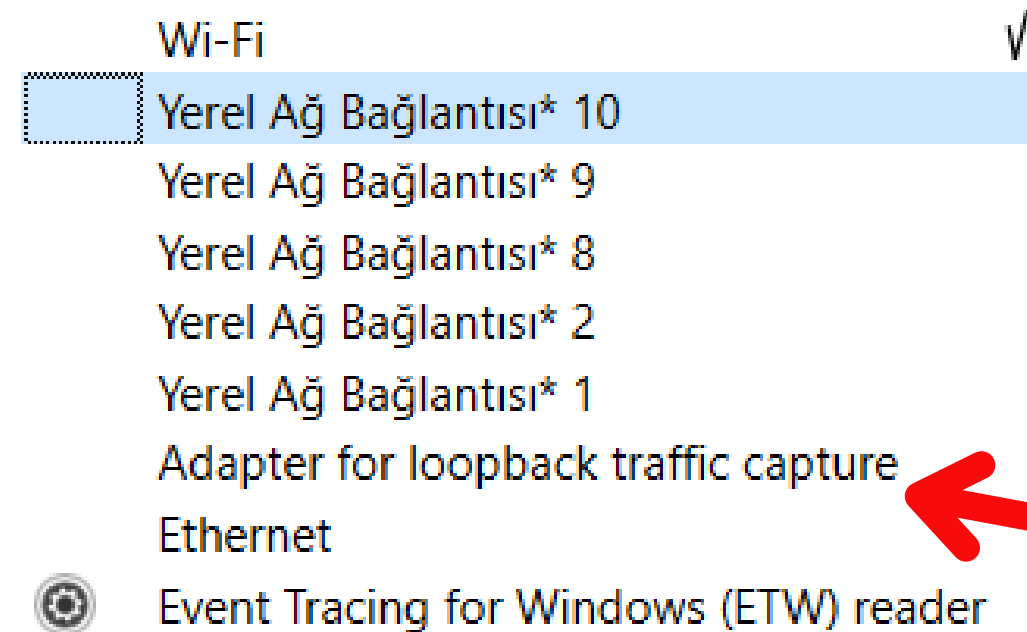 Wi-Fi
Yerel Ağ Bağlantısı* 10
Yerel Ağ Bağlantısı* 9
Yerel Ağ Bağlantısı* 8
Yerel Ağ Bağlantısı* 2
Yerel Ağ Bağlantısı* 1
Adapter for loopback traffic capture
Ethernet
Event Tracing for Windows (ETW) reader